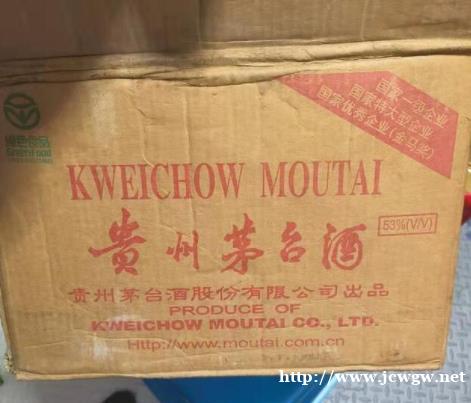 国家一级企业
国家特大型企业
国家优秀企业(金马奖)
绿色食品
GreenFood
KWEICHOW MOUTAI
贵州茅台酒
53%(V/V)
贵州茅台酒股份有限公司出品
PRODUCE OF
KWEICHOW MOUTAI CO., LTD.
Http://www.moutai.com.cn
http://www.jcwgw.net